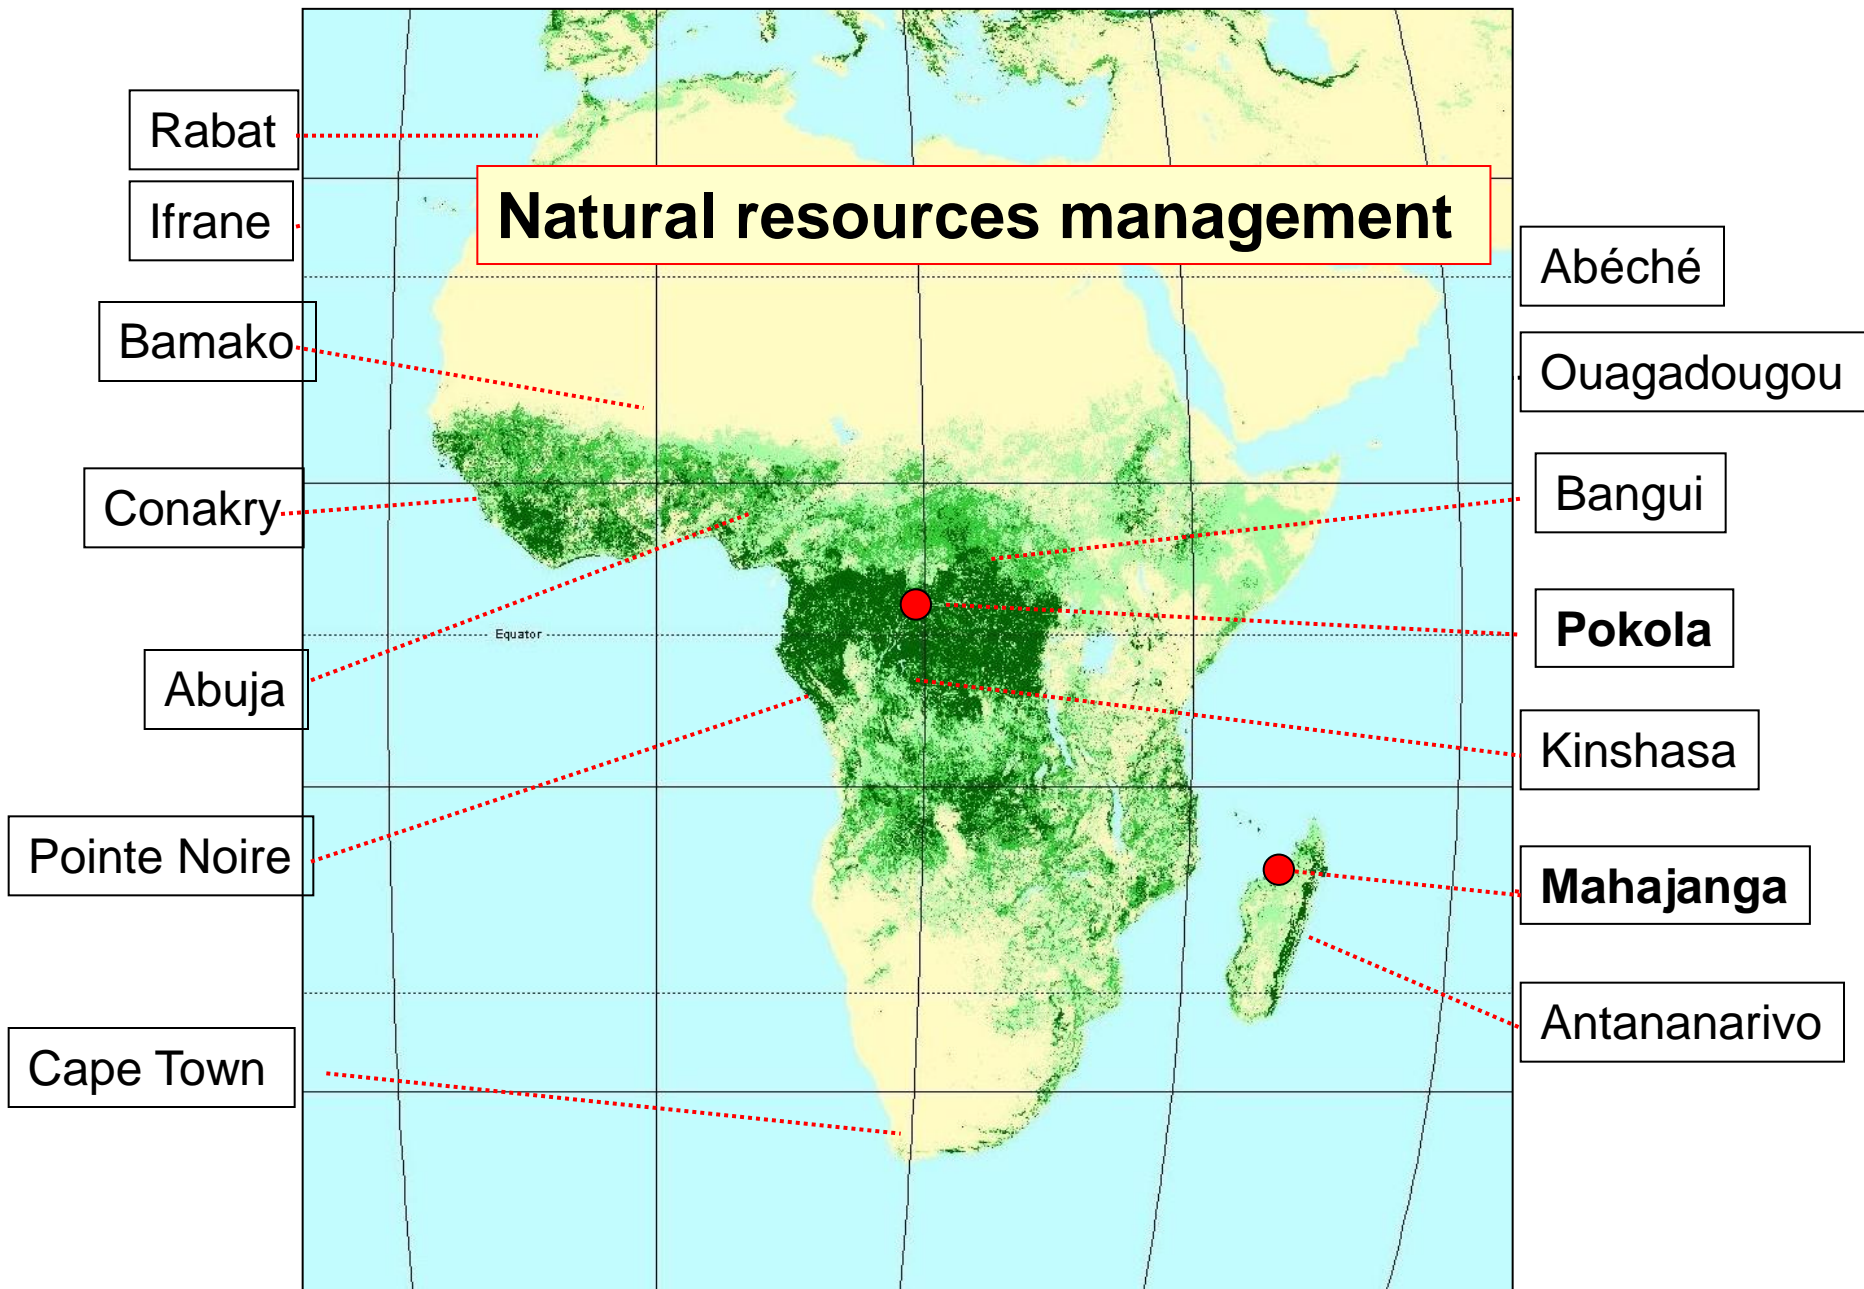 Rabat
Natural resources management
Ifrane
Abéché
Bamako
Ouagadougou
Conakry
Bangui
Pokola
Equator
Abuja
Kinshasa
Pointe Noire
Mahajanga
Antananarivo
Cape Town